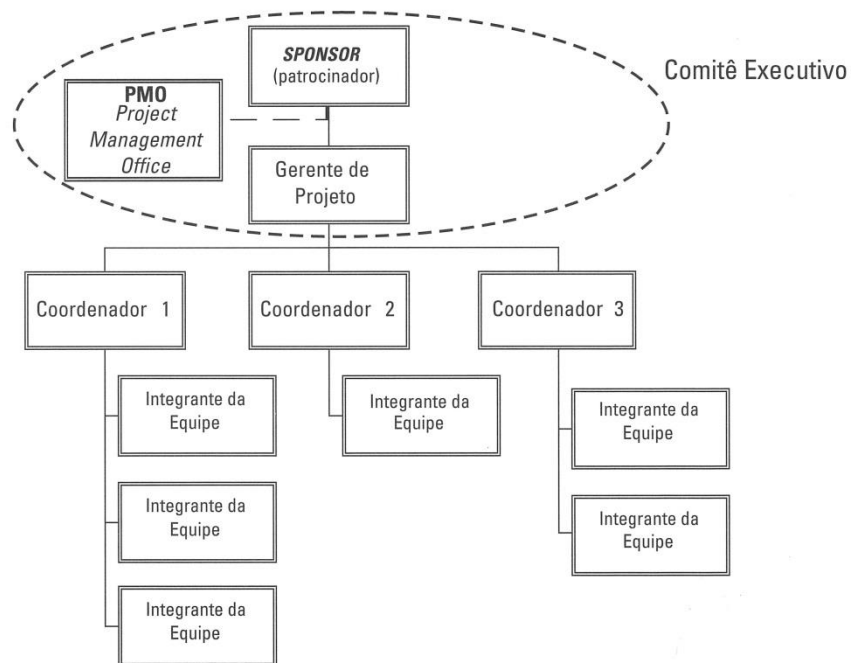 SPONSOR
(patrocinador)
Comitê Executivo
PMO
Project
Management
Office
Gerente de
Projeto
Coordenador 1
Coordenador 2
Coordenador 3
Integrante da
Equipe
Integrante da
Equipe
Integrante da
Equipe
Integrante da
Equipe
Integrante da
Equipe
Integrante da
Equipe